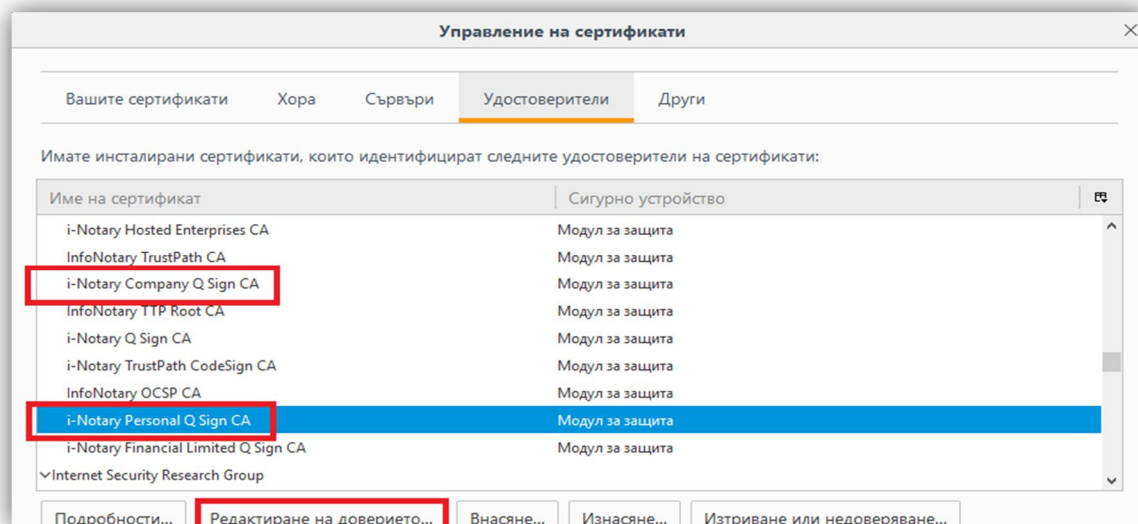 Управление на сертификати
Вашите сертификати Хора Сървъри Удостоверители Други
Имате инсталирани сертификати, които идентифицират следните удостоверители на сертификати:
Име на сертификат Сигурно устройство
i-Notary Hosted Enterprises CA Модул за защита
InfoNotary TrustPath CA Модул за защита
i-Notary Company Q Sign CA Модул за защита
InfoNotary TTP Root CA Модул за защита
i-Notary Q Sign CA Модул за защита
i-Notary TrustPath CodeSign CA Модул за защита
InfoNotary OCSP CA Модул за защита
i-Notary Personal Q Sign CA Модул за защита
i-Notary Financial Limited Q Sign CA Модул за защита
Internet Security Research Group
Подробности... Редактиране на доверието... Внасяне... Изнасяне... Изтриване или недоверяване...